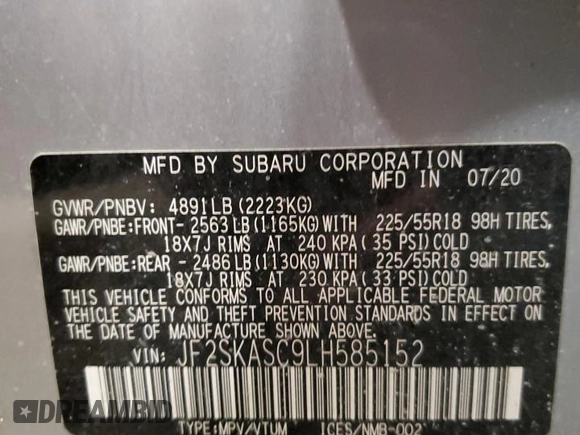 MFD BY SUBARU CORPORATION
MFD IN 07/20
GVWR/PNBV: 4891LB(2223KG)
GAWR/PNBE:FRONT- 2563LB(1165KG)WITH 225/55R18 98H TIRES,
18X7J RIMS AT 240 KPA(35 PSI)COLD
GAWR/PNBE:REAR - 2486LB(1130KG)WITH 225/55R18 98H TIRES,
18X7J RIMS AT 230 KPA(33 PSI)COLD
THIS VEHICLE CONFORMS TO ALL APPLICABLE FEDERAL MOTOR
VEHICLE SAFETY AND THEFT PREVENTION STANDARDS IN EFFECT
ON THE DATE OF MANUFACTURE SHOWN ABOVE.
VIN: JF2SKASC9LH585152
TYPE:MPV/VTUM ICES/NMB-002
CREAMBID